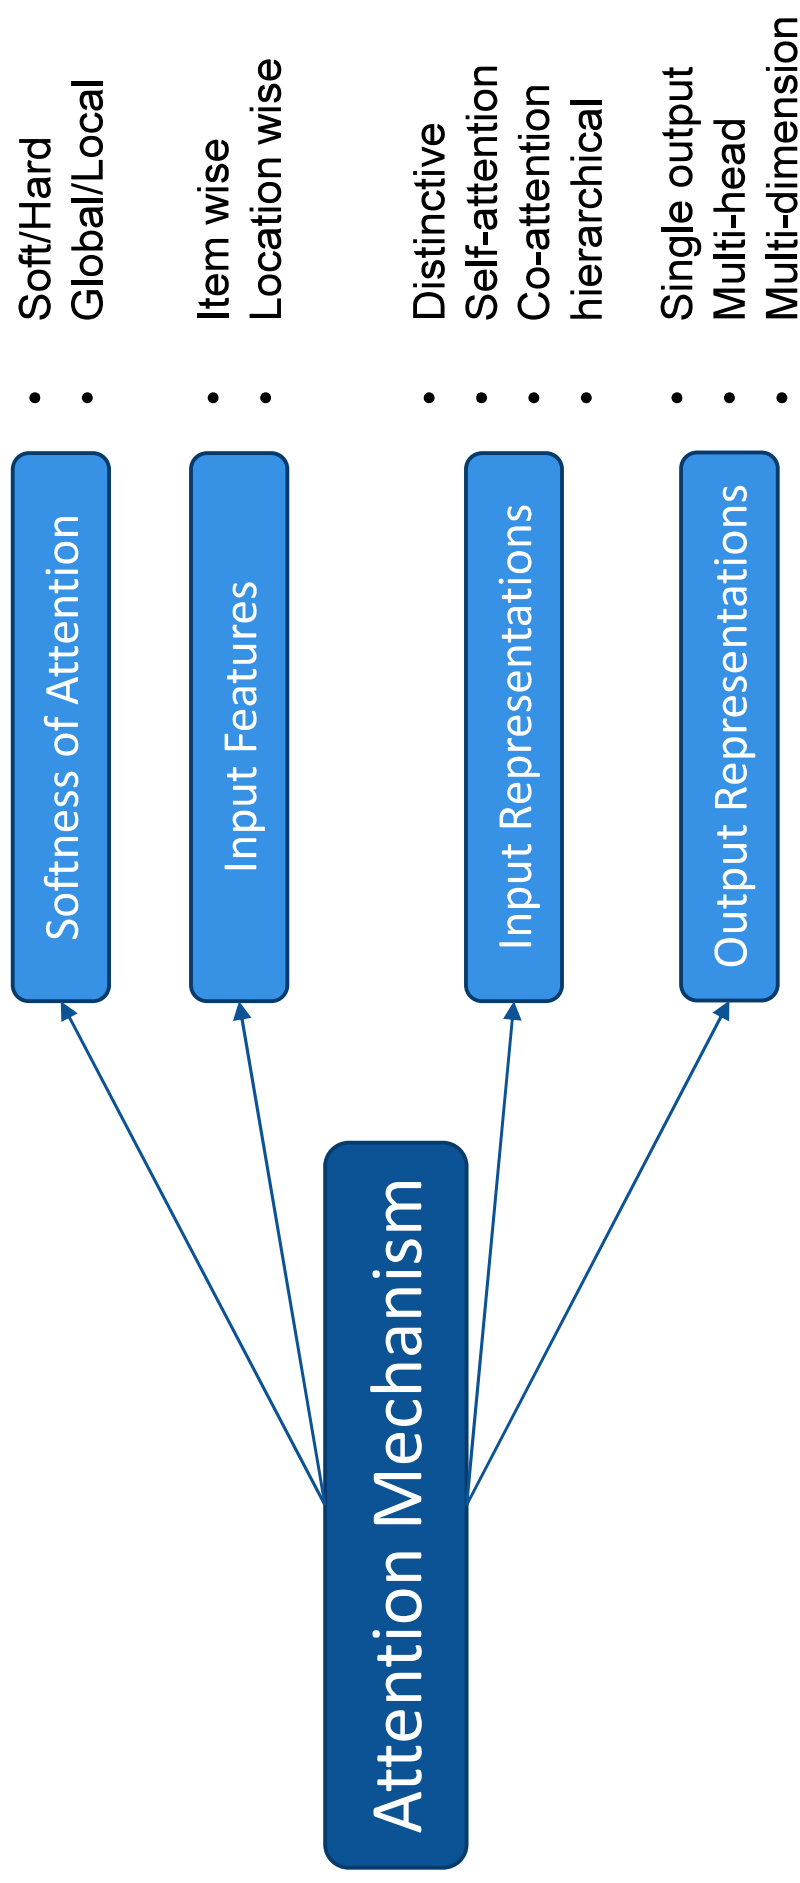 Attention Mechanism
Softness of Attention
• Soft/Hard
• Global/Local
Input Features
• Item wise
• Location wise
Input Representations
• Distinctive
• Self-attention
• Co-attention
• hierarchical
Output Representations
• Single output
• Multi-head
• Multi-dimension